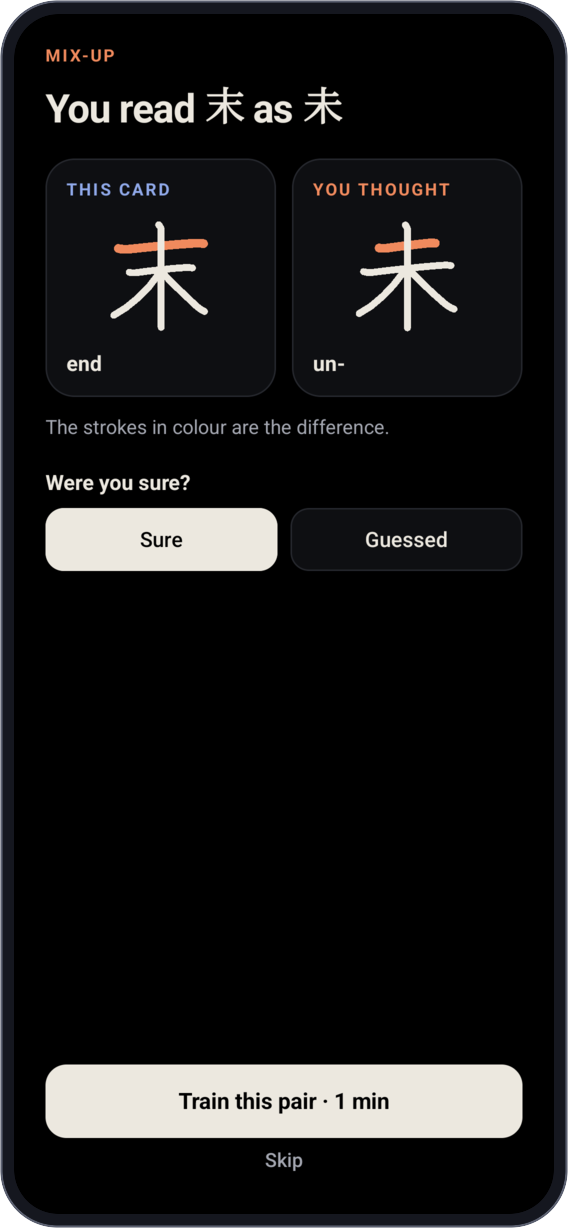 MIX-UP
You read 末 as 未
THIS CARD
末
end
YOU THOUGHT
未
un-
The strokes in colour are the difference.
Were you sure?
Sure
Guessed
Train this pair · 1 min
Skip